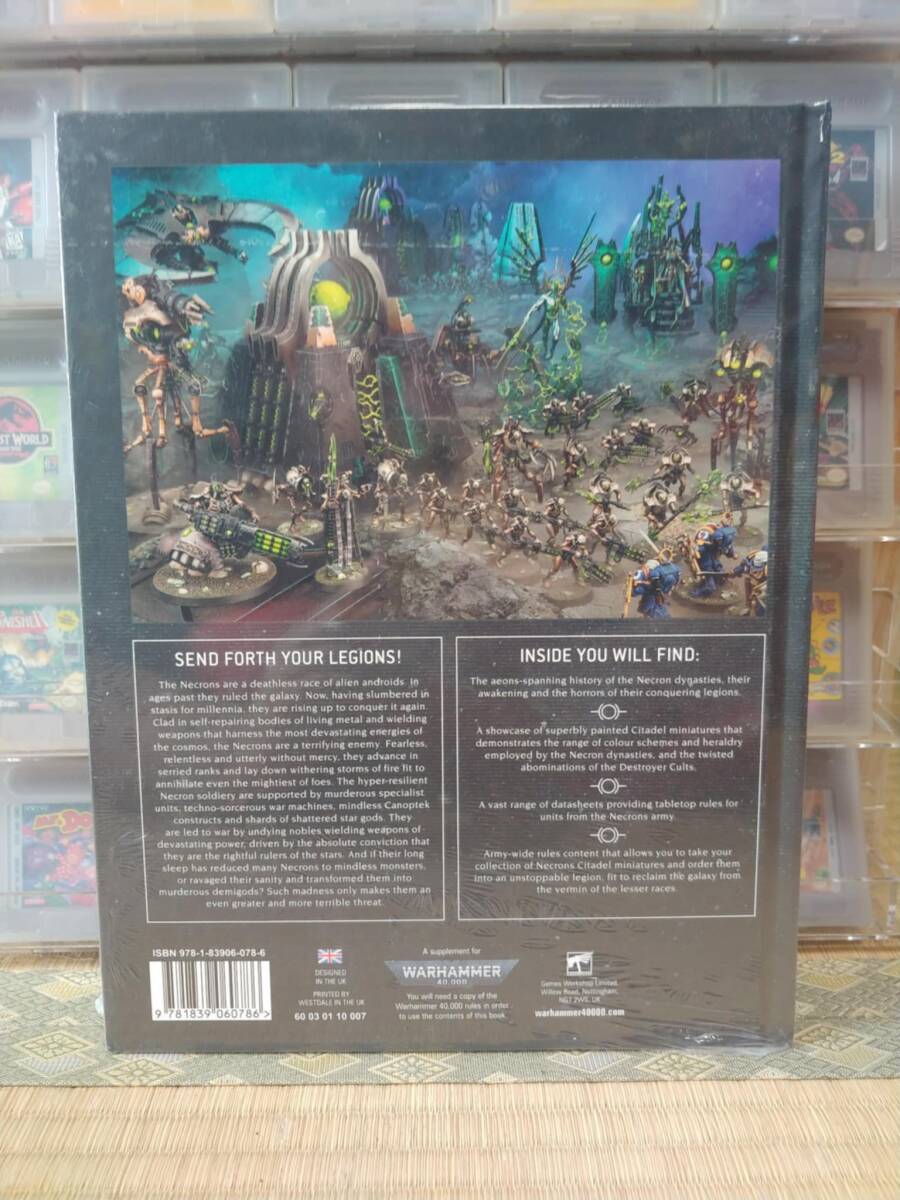 SEND FORTH YOUR LEGIONS!
The Necrons are a deathless race of alien androids. In
ages past they ruled the galaxy. Now, having slumbered in
stasis for millennia, they are rising up to conquer it again.
Clad in self-repairing bodies of living metal and wielding
weapons that harness the most devastating energies of
the cosmos, the Necrons are a terrifying enemy. Fearless,
relentless and utterly without mercy, they advance in
serried ranks and lay down withering storms of fire fit to
annihilate even the mightiest of foes. The hyper-resilient
Necron soldiery are supported by murderous specialist
units, techno-sorcerous war machines, mindless Canoptek
constructs and shards of shattered star gods. They
are led to war by undying nobles wielding weapons of
devastating power, driven by the absolute conviction that
they are the rightful rulers of the stars. And if their long
sleep has reduced many Necrons to mindless monsters,
or ravaged their sanity and transformed them into
murderous demigods? Such madness only makes them an
even greater and more terrible threat.
INSIDE YOU WILL FIND:
The aeons-spanning history of the Necron dynasties, their
awakening and the horrors of their conquering legions.
A showcase of superbly painted Citadel miniatures that
demonstrates the range of colour schemes and heraldry
employed by the Necron dynasties, and the twisted
abominations of the Destroyer Cults.
A vast range of datasheets providing tabletop rules for
units from the Necrons army.
Army-wide rules content that allows you to take your
collection of Necrons Citadel miniatures and order them
into an unstoppable legion, fit to reclaim the galaxy from
the vermin of the lesser races.
ISBN 978-1-83906-078-6
9 781839 060786 >
DESIGNED
IN THE UK
PRINTED BY
WESTDALE IN THE UK
60 03 01 10 007
A supplement for
WARHAMMER
40,000
You will need a copy of the
Warhammer 40,000 rules in order
to use the contents of this book.
Games Workshop Limited,
Willow Road, Nottingham,
NG7 2WS, UK
warhammer40000.com
ST WORLD